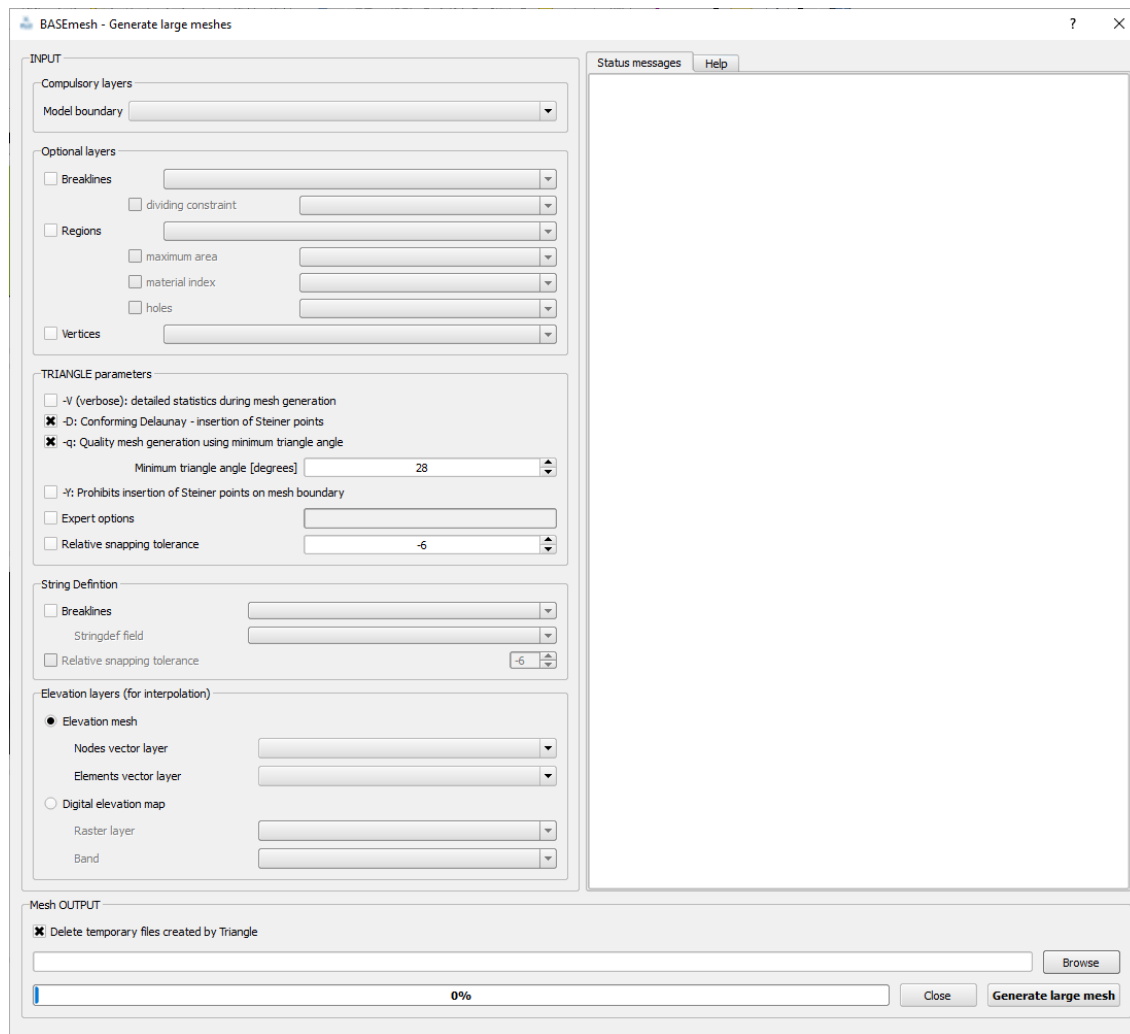 BASEmesh - Generate large meshes
?
INPUT
Compulsory layers
Model boundary
Optional layers
Breaklines
dividing constraint
Regions
maximum area
material index
holes
Vertices
TRIANGLE parameters
-V (verbose): detailed statistics during mesh generation
-D: Conforming Delaunay - insertion of Steiner points
-q: Quality mesh generation using minimum triangle angle
Minimum triangle angle [degrees] 28
-Y: Prohibits insertion of Steiner points on mesh boundary
Expert options
Relative snapping tolerance -6
String Defintion
Breaklines
Stringdef field
Relative snapping tolerance -6
Elevation layers (for interpolation)
Elevation mesh
Nodes vector layer
Elements vector layer
Digital elevation map
Raster layer
Band
Status messages Help
Mesh OUTPUT
Delete temporary files created by Triangle
Browse
0% Close Generate large mesh